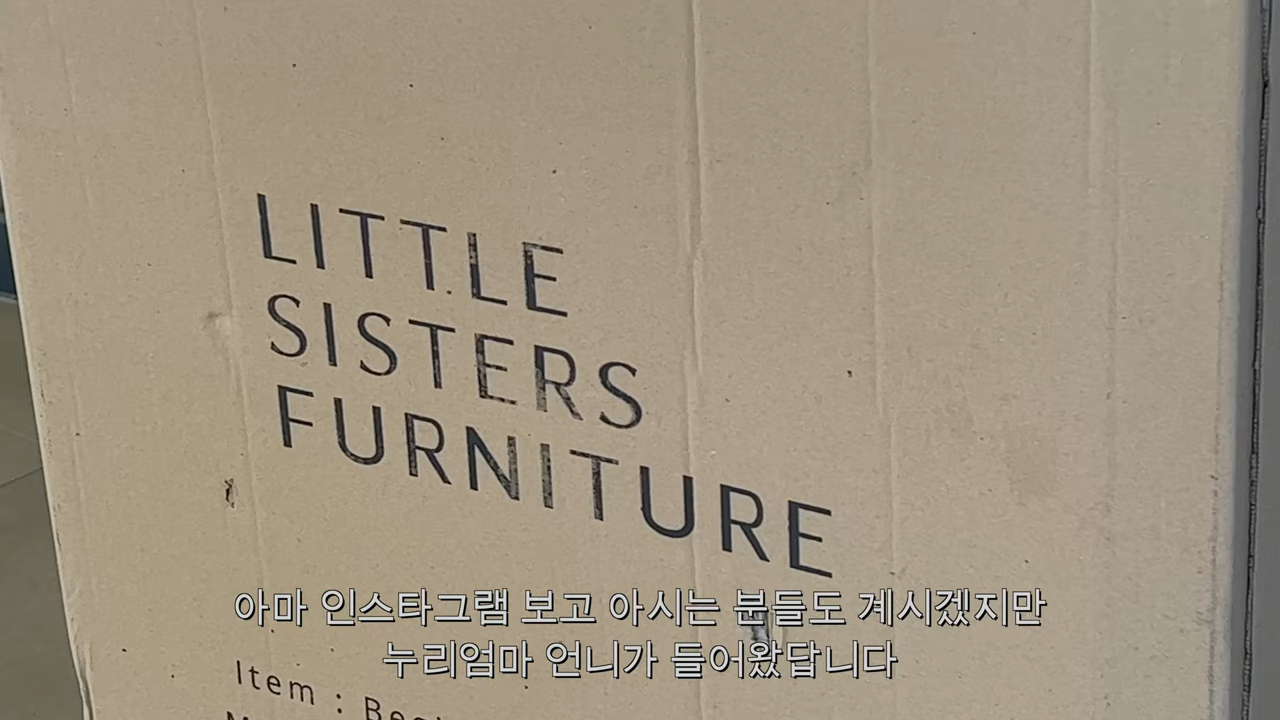 LITTLE
SISTERS
FURNITURE
아마 인스타그램 보고 아시는 분들도 계시겠지만
누리엄마 언니가 들어왔답니다
Item :